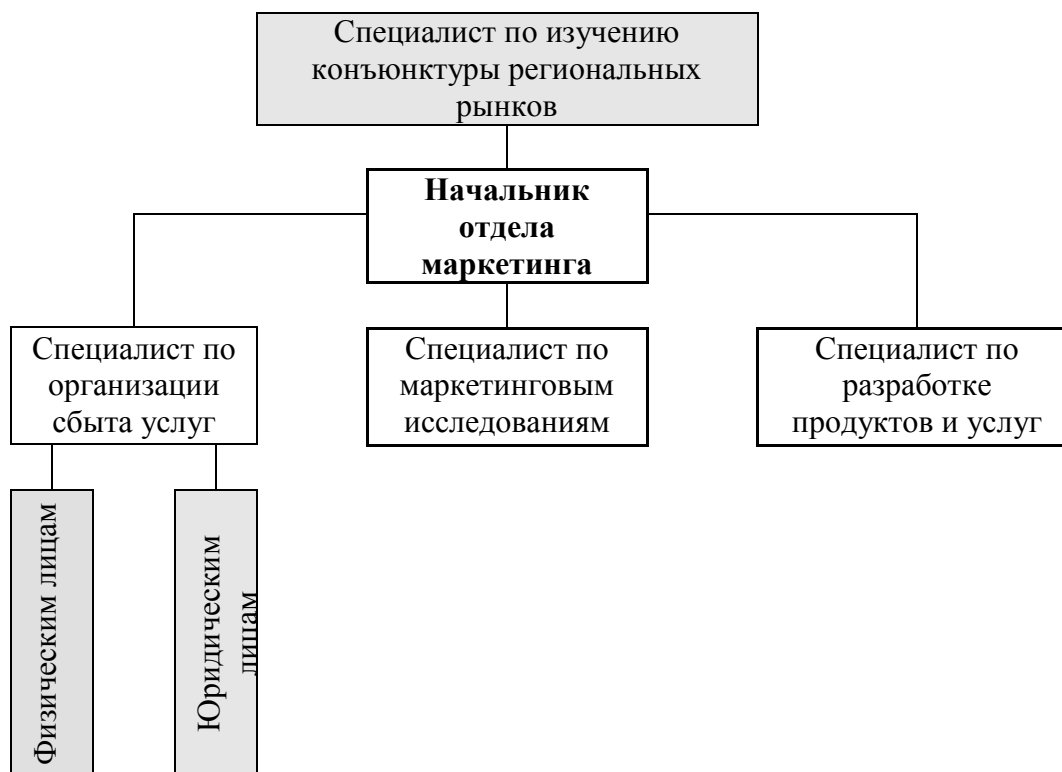 Специалист по изучению
конъюнктуры региональных
рынков
Начальник
отдела
маркетинга
Специалист по
организации
сбыта услуг
Специалист по
маркетинговым
исследованиям
Специалист по
разработке
продуктов и услуг
Физическим лицам
Юридическим
лицам